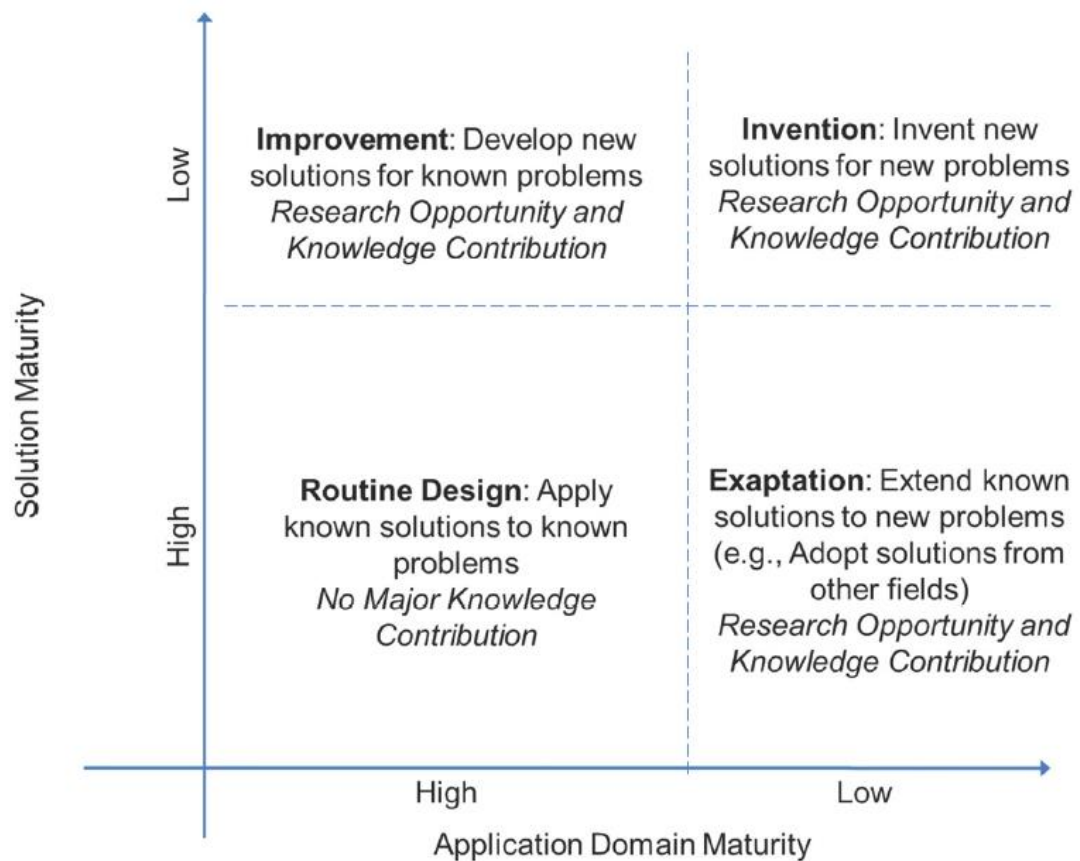 Solution Maturity
Low
High
Improvement: Develop new
solutions for known problems
Research Opportunity and
Knowledge Contribution
Invention: Invent new
solutions for new problems
Research Opportunity and
Knowledge Contribution
Routine Design: Apply
known solutions to known
problems
No Major Knowledge
Contribution
Exaptation: Extend known
solutions to new problems
(e.g., Adopt solutions from
other fields)
Research Opportunity and
Knowledge Contribution
High
Low
Application Domain Maturity